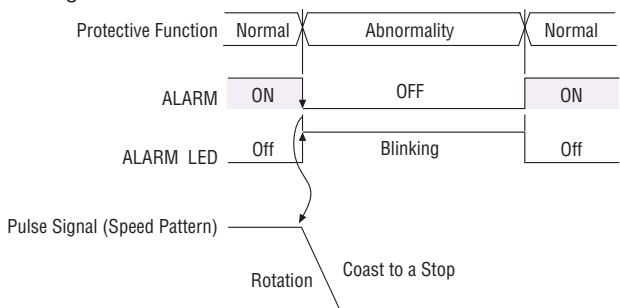 Protective Function Normal Abnormality Normal
ALARM ON OFF ON
ALARM LED Off Blinking Off
Pulse Signal (Speed Pattern)
Rotation Coast to a Stop